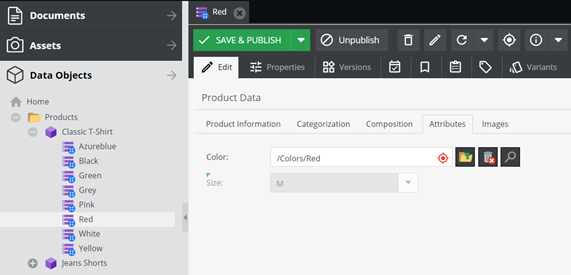 Documents
Assets
Data Objects
Home
Products
Classic T-Shirt
Azureblue
Black
Green
Grey
Pink
Red
White
Yellow
Jeans Shorts
Red
SAVE & PUBLISH
Unpublish
Edit
Properties
Versions
Variants
Product Data
Product Information
Categorization
Composition
Attributes
Images
Color:
/Colors/Red
Size:
M